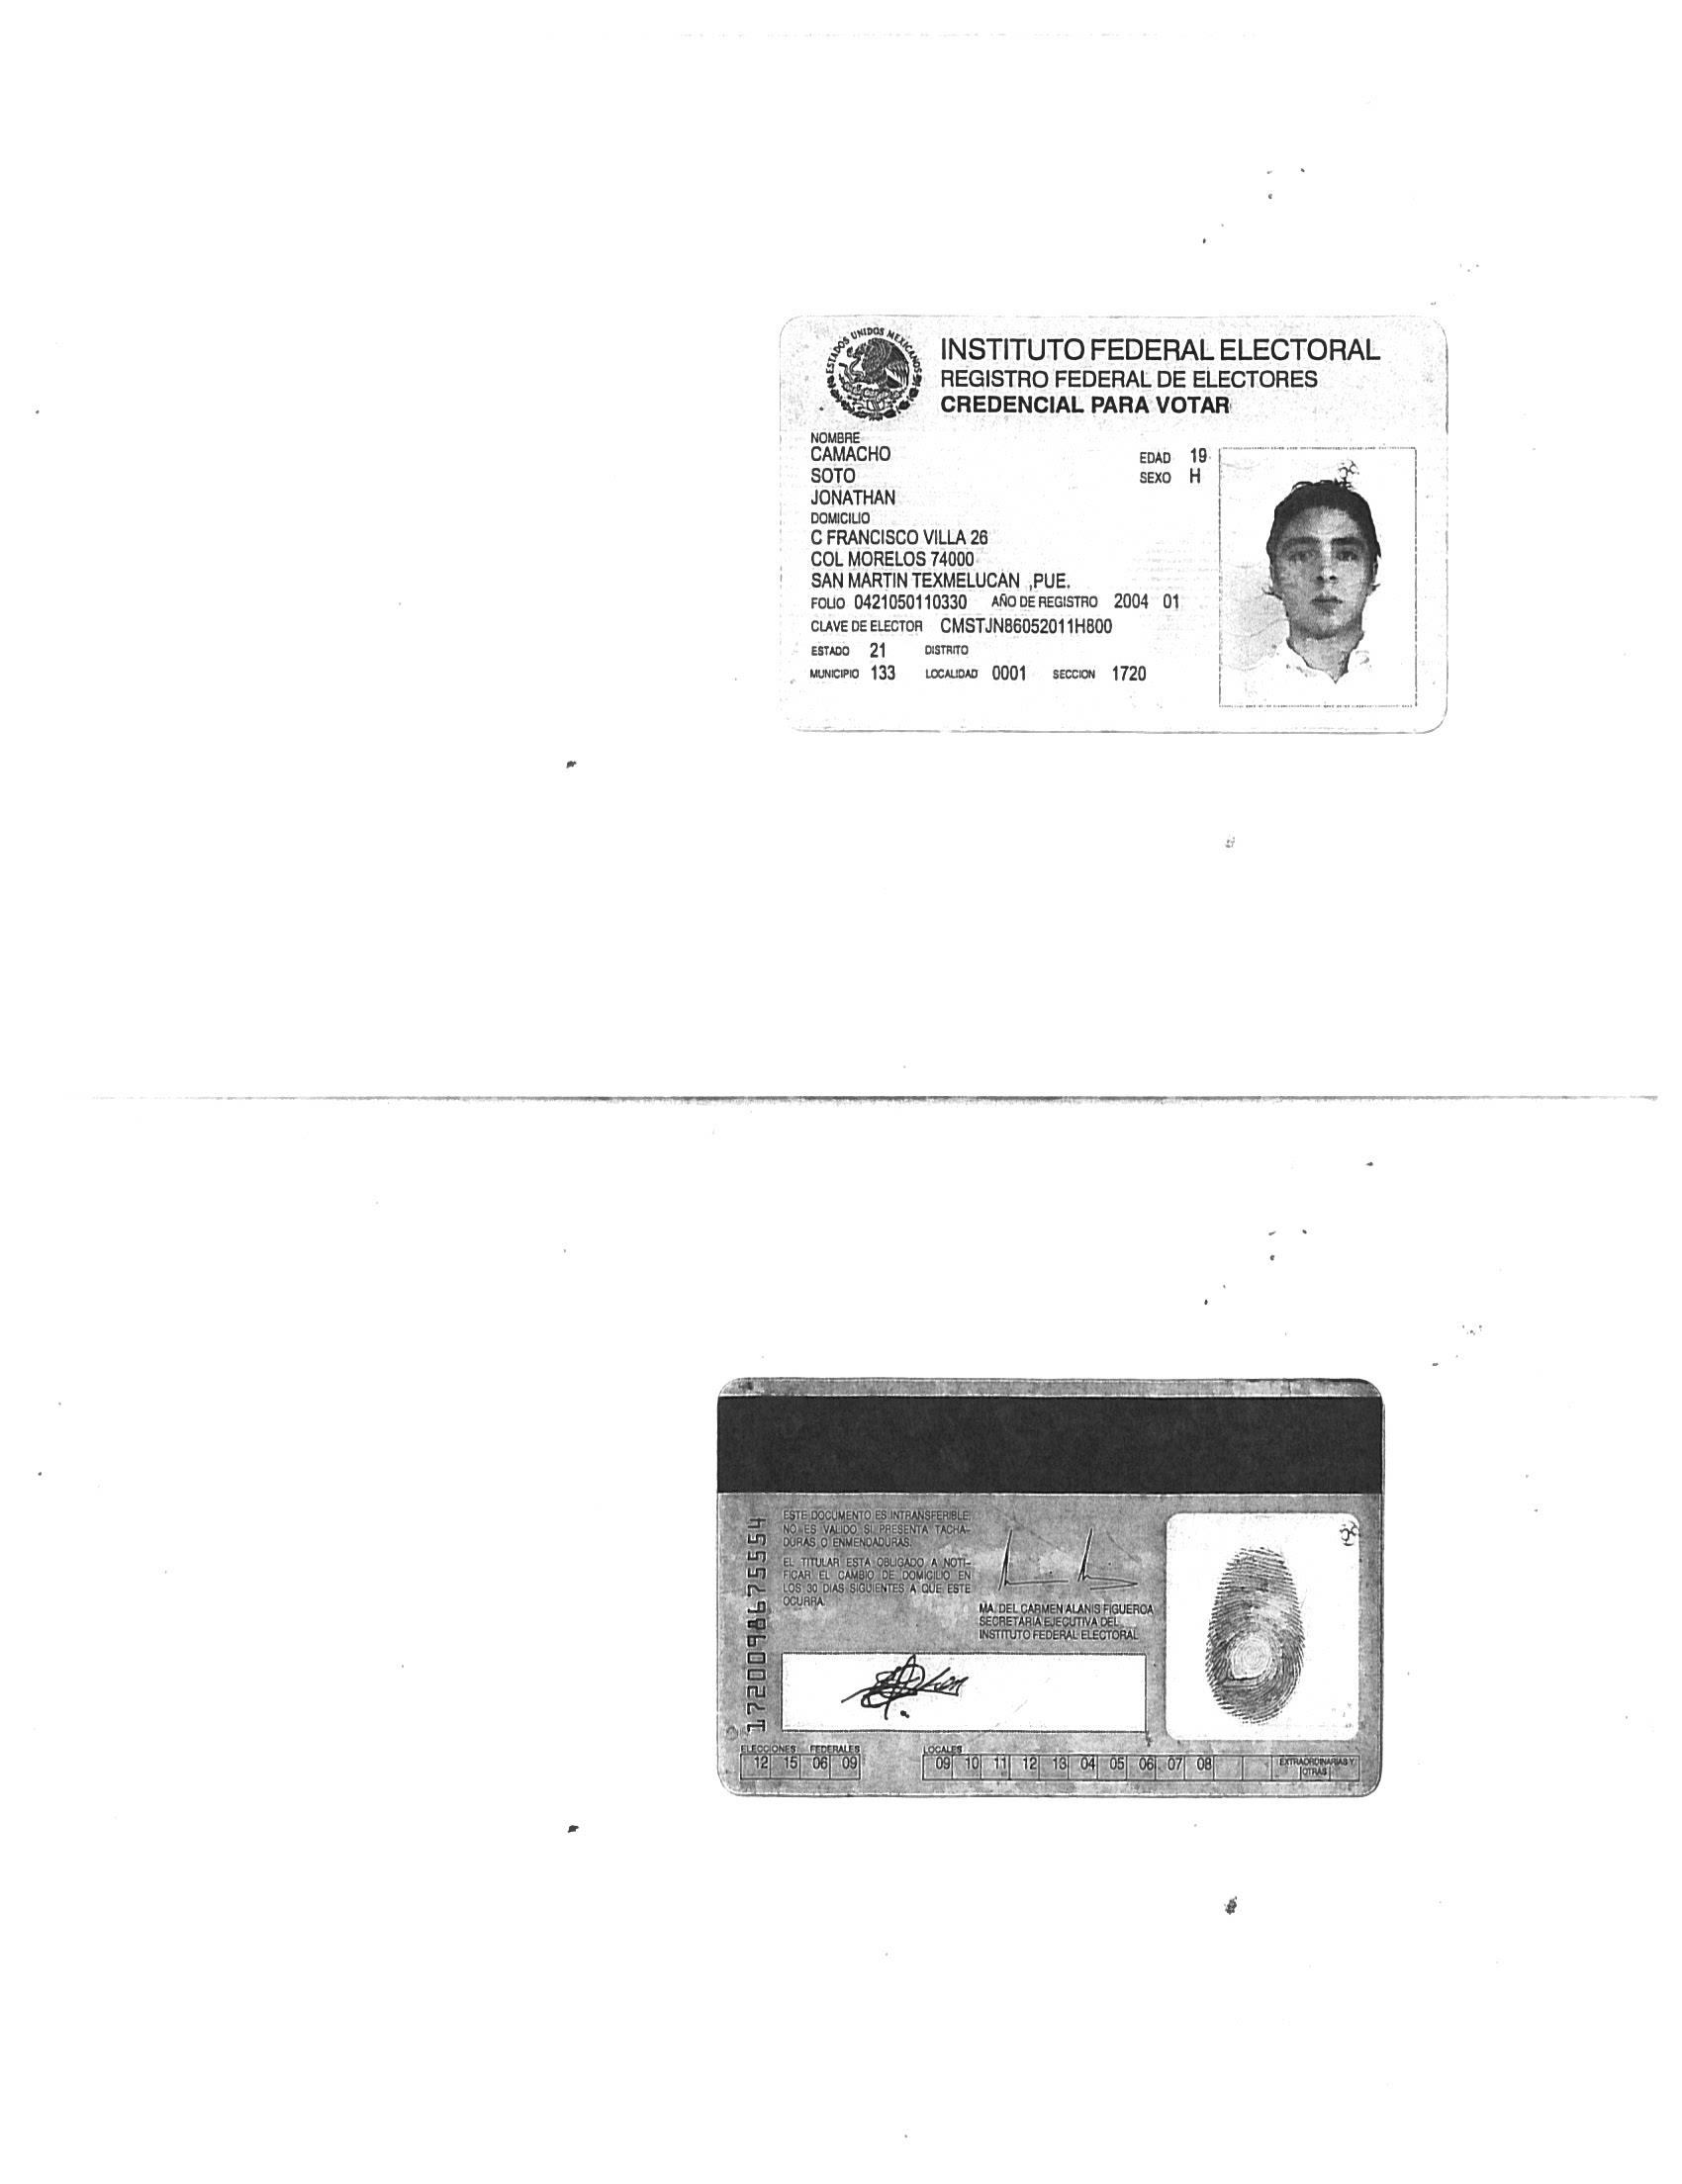 ESTADOS UNIDOS MEXICANOS
INSTITUTO FEDERAL ELECTORAL
REGISTRO FEDERAL DE ELECTORES
CREDENCIAL PARA VOTAR
NOMBRE
CAMACHO EDAD 19
SOTO SEXO H
JONATHAN
DOMICILIO
C FRANCISCO VILLA 26
COL MORELOS 74000
SAN MARTIN TEXMELUCAN ,PUE.
FOLIO 0421050110330 AÑO DE REGISTRO 2004 01
CLAVE DE ELECTOR CMSTJN86052011H800
ESTADO 21 DISTRITO
MUNICIPIO 133 LOCALIDAD 0001 SECCION 1720
1720098675554
ESTE DOCUMENTO ES INTRANSFERIBLE.
NO ES VALIDO SI PRESENTA TACHA-
DURAS O ENMENDADURAS.
EL TITULAR ESTA OBLIGADO A NOTI-
FICAR EL CAMBIO DE DOMICILIO EN
LOS 30 DIAS SIGUIENTES A QUE ESTE
OCURRA.
MA. DEL CARMEN ALANIS FIGUEROA
SECRETARIA EJECUTIVA DEL
INSTITUTO FEDERAL ELECTORAL
ELECCIONES FEDERALES LOCALES EXTRAORDINARIAS Y
OTRAS
12 15 06 09 09 10 11 12 13 04 05 06 07 08